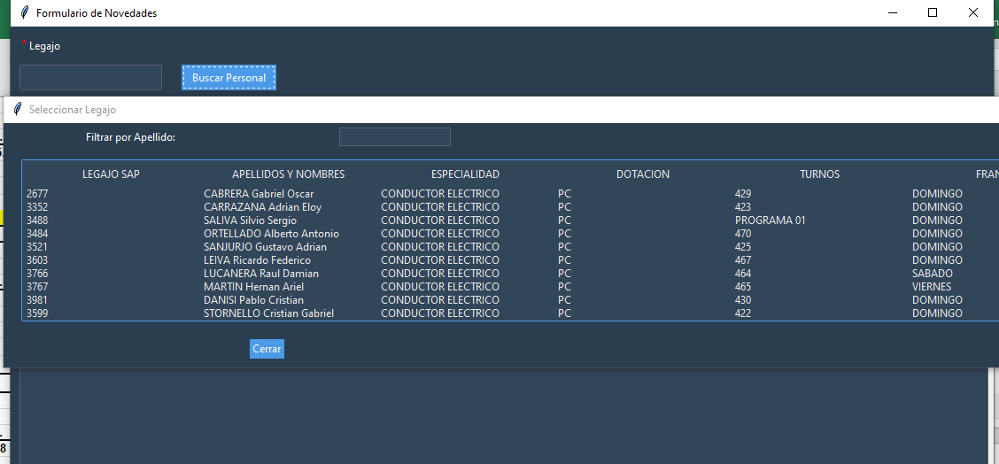 Formulario de Novedades
* Legajo
Buscar Personal
Seleccionar Legajo
Filtrar por Apellido:
LEGAJO SAP APELLIDOS Y NOMBRES ESPECIALIDAD DOTACION TURNOS FRAN
2677 CABRERA Gabriel Oscar CONDUCTOR ELECTRICO PC 429 DOMINGO
3352 CARRAZANA Adrian Eloy CONDUCTOR ELECTRICO PC 423 DOMINGO
3488 SALIVA Silvio Sergio CONDUCTOR ELECTRICO PC PROGRAMA 01 DOMINGO
3484 ORTELLADO Alberto Antonio CONDUCTOR ELECTRICO PC 470 DOMINGO
3521 SANJURJO Gustavo Adrian CONDUCTOR ELECTRICO PC 425 DOMINGO
3603 LEIVA Ricardo Federico CONDUCTOR ELECTRICO PC 467 DOMINGO
3766 LUCANERA Raul Damian CONDUCTOR ELECTRICO PC 464 SABADO
3767 MARTIN Hernan Ariel CONDUCTOR ELECTRICO PC 465 VIERNES
3981 DANISI Pablo Cristian CONDUCTOR ELECTRICO PC 430 DOMINGO
3599 STORNELLO Cristian Gabriel CONDUCTOR ELECTRICO PC 422 DOMINGO
Cerrar
8